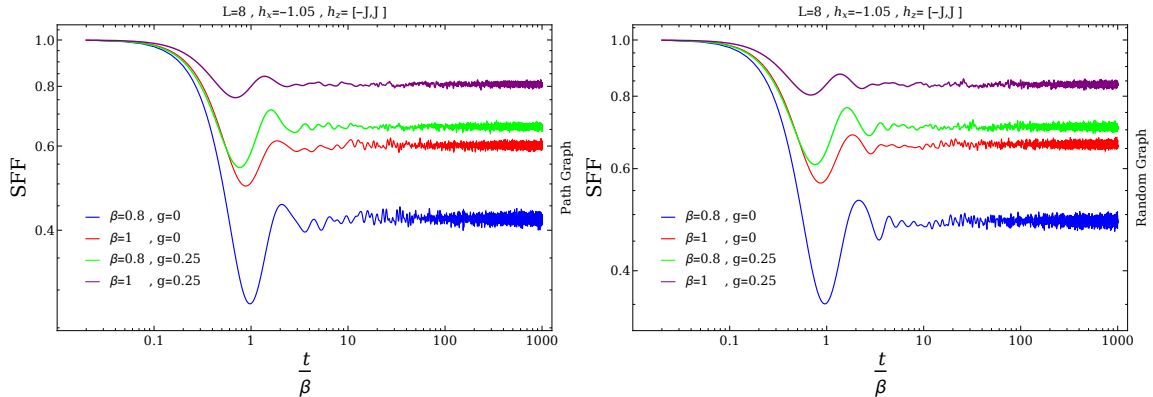 L=8 , hₓ=−1.05 , h_z= [−J,J ]
SFF
1.0
0.8
0.6
0.4
β=0.8 , g=0
β=1 , g=0
β=0.8 , g=0.25
β=1 , g=0.25
0.1
1
10
100
1000
t
β
Path Graph
L=8 , hₓ=−1.05 , h_z= [−J,J ]
SFF
1.0
0.8
0.6
0.4
β=0.8 , g=0
β=1 , g=0
β=0.8 , g=0.25
β=1 , g=0.25
0.1
1
10
100
1000
t
β
Random Graph